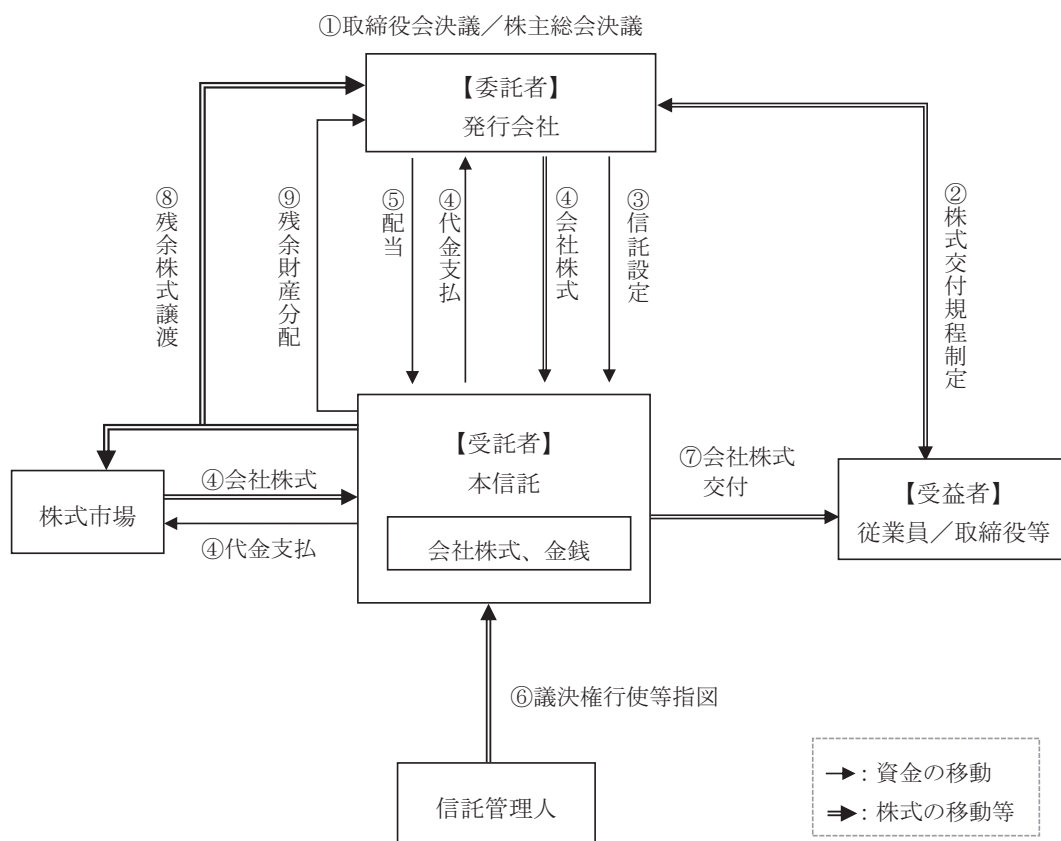 ①取締役会決議／株主総会決議
【委託者】
発行会社
⑧残余株式譲渡
⑨残余財産分配
⑤配当
④代金支払
④会社株式
③信託設定
②株式交付規程制定
【受託者】
本信託
会社株式、金銭
④会社株式
④代金支払
株式市場
⑦会社株式
交付
【受益者】
従業員／取締役等
⑥議決権行使等指図
信託管理人
：資金の移動
：株式の移動等